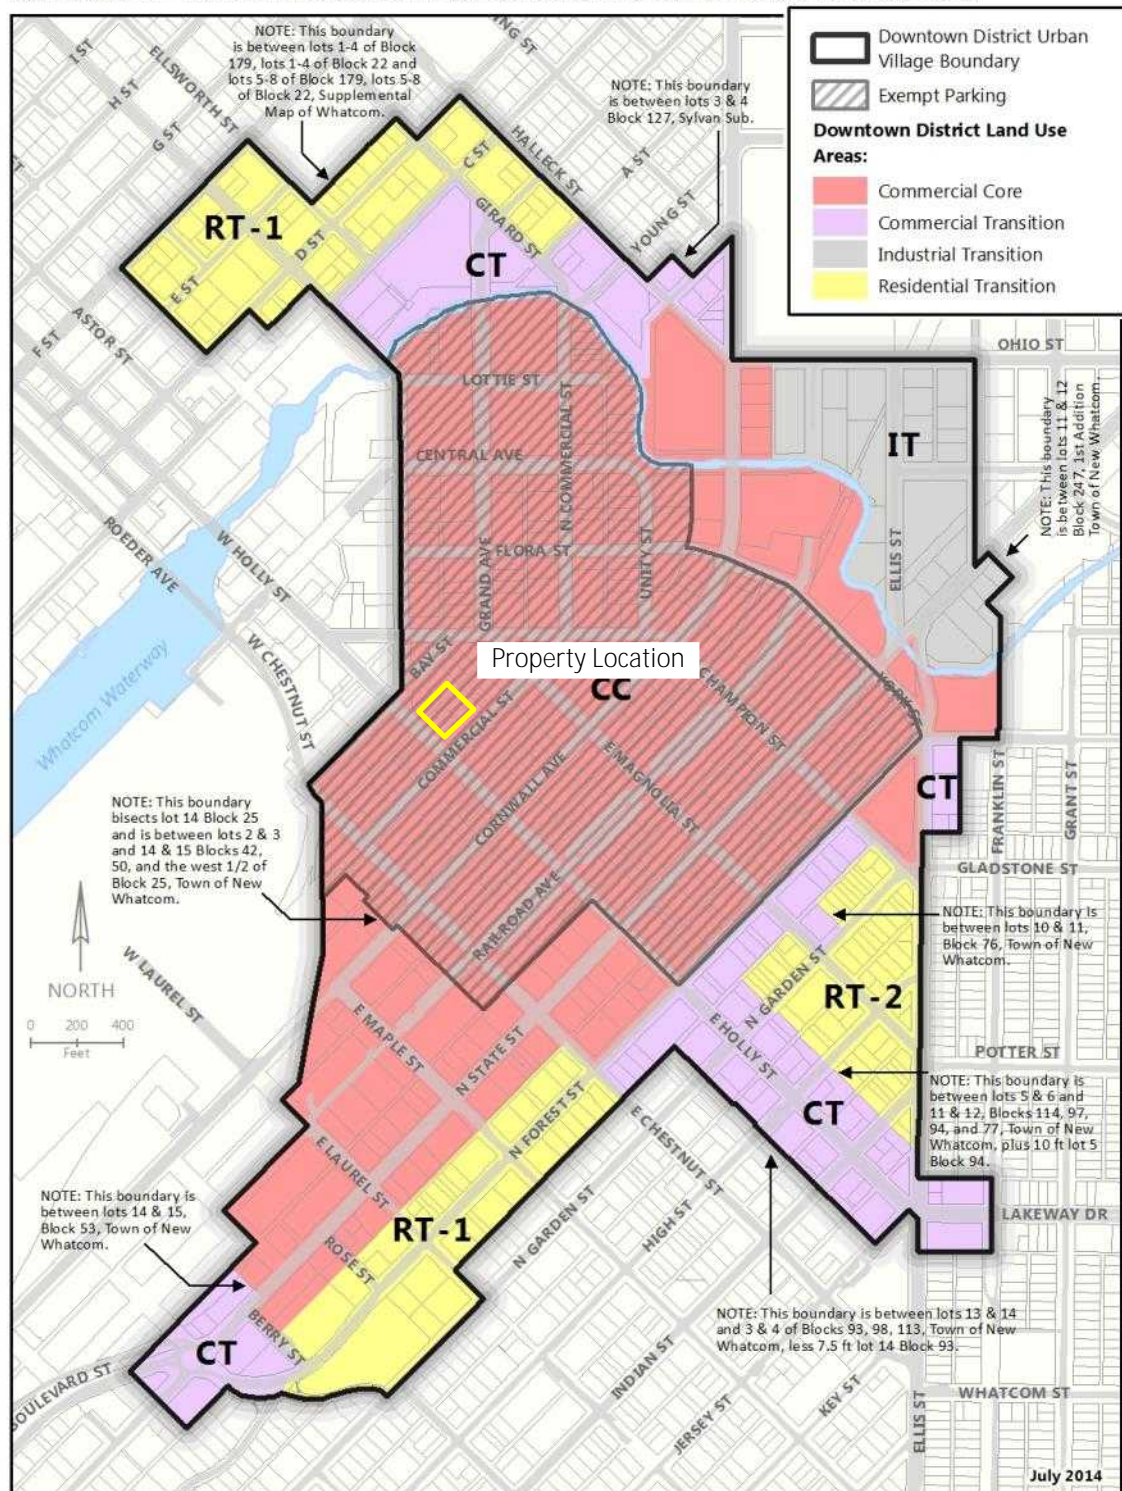 I ST
ELLSWORTH ST
H ST
G ST
NOTE: This boundary
is between lots 1-4 of Block
179, lots 1-4 of Block 22 and
lots 5-8 of Block 179, lots 5-8
of Block 22, Supplemental
Map of Whatcom.
NOTE: This boundary
is between lots 3 & 4
Block 127, Sylvan Sub.
Downtown District Urban
Village Boundary
Exempt Parking
Downtown District Land Use
Areas:
Commercial Core
Commercial Transition
Industrial Transition
Residential Transition
C ST
HALLECK ST
A ST
YOUNG ST
GIRARD ST
RT-1
D ST
E ST
CT
ASTOR ST
F ST
OHIO ST
LOTTIE ST
N COMMERCIAL ST
CENTRAL AVE
IT
NOTE: This boundary
is between lots 11 & 12
Block 247, 1st Addition
Town of New Whatcom.
ROEDER AVE
W HOLLY ST
FLORA ST
GRAND AVE
UNITY ST
ELLIS ST
W CHESTNUT ST
BAY ST
Property Location
CC
CHAMPION ST
YORK ST
Whatcom Waterway
COMMERCIAL ST
CORNWALL AVE
E MAGNOLIA ST
CT
FRANKLIN ST
GRANT ST
NOTE: This boundary
bisects lot 14 Block 25
and is between lots 2 & 3
and 14 & 15 Blocks 42,
50, and the west 1/2 of
Block 25, Town of New
Whatcom.
GLADSTONE ST
RAILROAD AVE
NOTE: This boundary is
between lots 10 & 11,
Block 76, Town of New
Whatcom.
W LAUREL ST
NORTH
0 200 400
Feet
N GARDEN ST
RT-2
E MAPLE ST
N STATE ST
E HOLLY ST
POTTER ST
NOTE: This boundary is
between lots 5 & 6 and
11 & 12, Blocks 114, 97,
94, and 77, Town of New
Whatcom, plus 10 ft lot 5
Block 94.
CT
N FOREST ST
E CHESTNUT ST
E LAUREL ST
NOTE: This boundary is
between lots 14 & 15,
Block 53, Town of New
Whatcom.
RT-1
N GARDEN ST
HIGH ST
LAKEWAY DR
ROSE ST
BERRY ST
NOTE: This boundary is between lots 13 & 14
and 3 & 4 of Blocks 93, 98, 113, Town of New
Whatcom, less 7.5 ft lot 14 Block 93.
CT
BOULEVARD ST
INDIAN ST
KEY ST
JERSEY ST
ELLIS ST
WHATCOM ST
July 2014